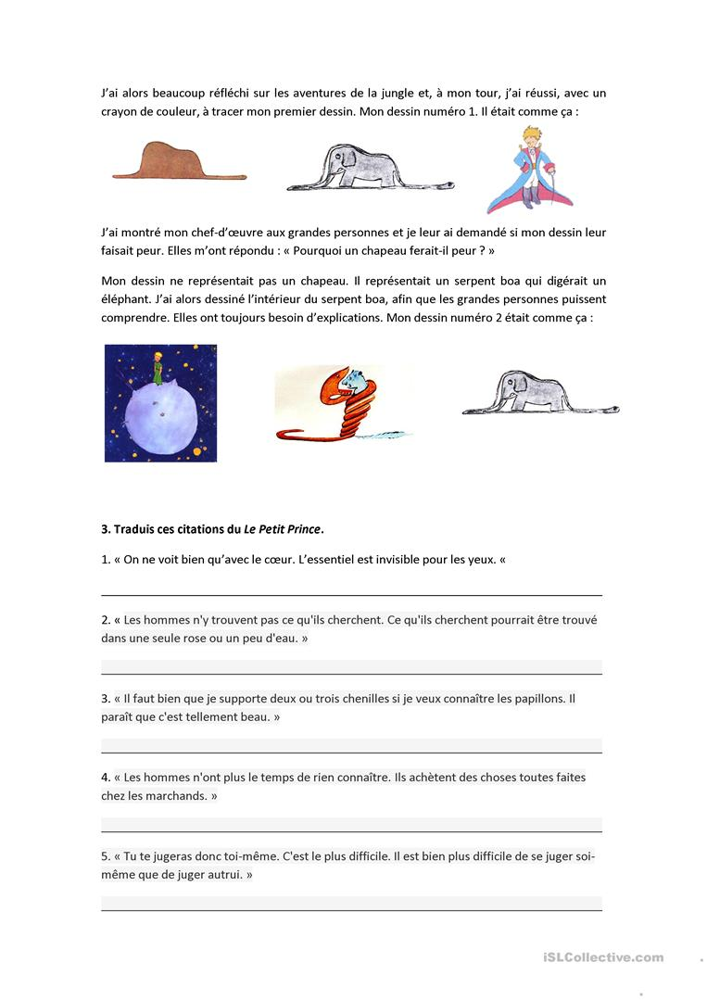 J’ai alors beaucoup réfléchi sur les aventures de la jungle et, à mon tour, j’ai réussi, avec un
crayon de couleur, à tracer mon premier dessin. Mon dessin numéro 1. Il était comme ça :
J’ai montré mon chef-d’œuvre aux grandes personnes et je leur ai demandé si mon dessin leur
faisait peur. Elles m’ont répondu : « Pourquoi un chapeau ferait-il peur ? »
Mon dessin ne représentait pas un chapeau. Il représentait un serpent boa qui digérait un
éléphant. J’ai alors dessiné l’intérieur du serpent boa, afin que les grandes personnes puissent
comprendre. Elles ont toujours besoin d’explications. Mon dessin numéro 2 était comme ça :
3. Traduis ces citations du Le Petit Prince.
1. « On ne voit bien qu’avec le cœur. L’essentiel est invisible pour les yeux. «
2. « Les hommes n'y trouvent pas ce qu'ils cherchent. Ce qu'ils cherchent pourrait être trouvé
dans une seule rose ou un peu d'eau. »
3. « Il faut bien que je supporte deux ou trois chenilles si je veux connaître les papillons. Il
paraît que c'est tellement beau. »
4. « Les hommes n'ont plus le temps de rien connaître. Ils achètent des choses toutes faites
chez les marchands. »
5. « Tu te jugeras donc toi-même. C'est le plus difficile. Il est bien plus difficile de se juger soi-
même que de juger autrui. »
iSLCollective.com